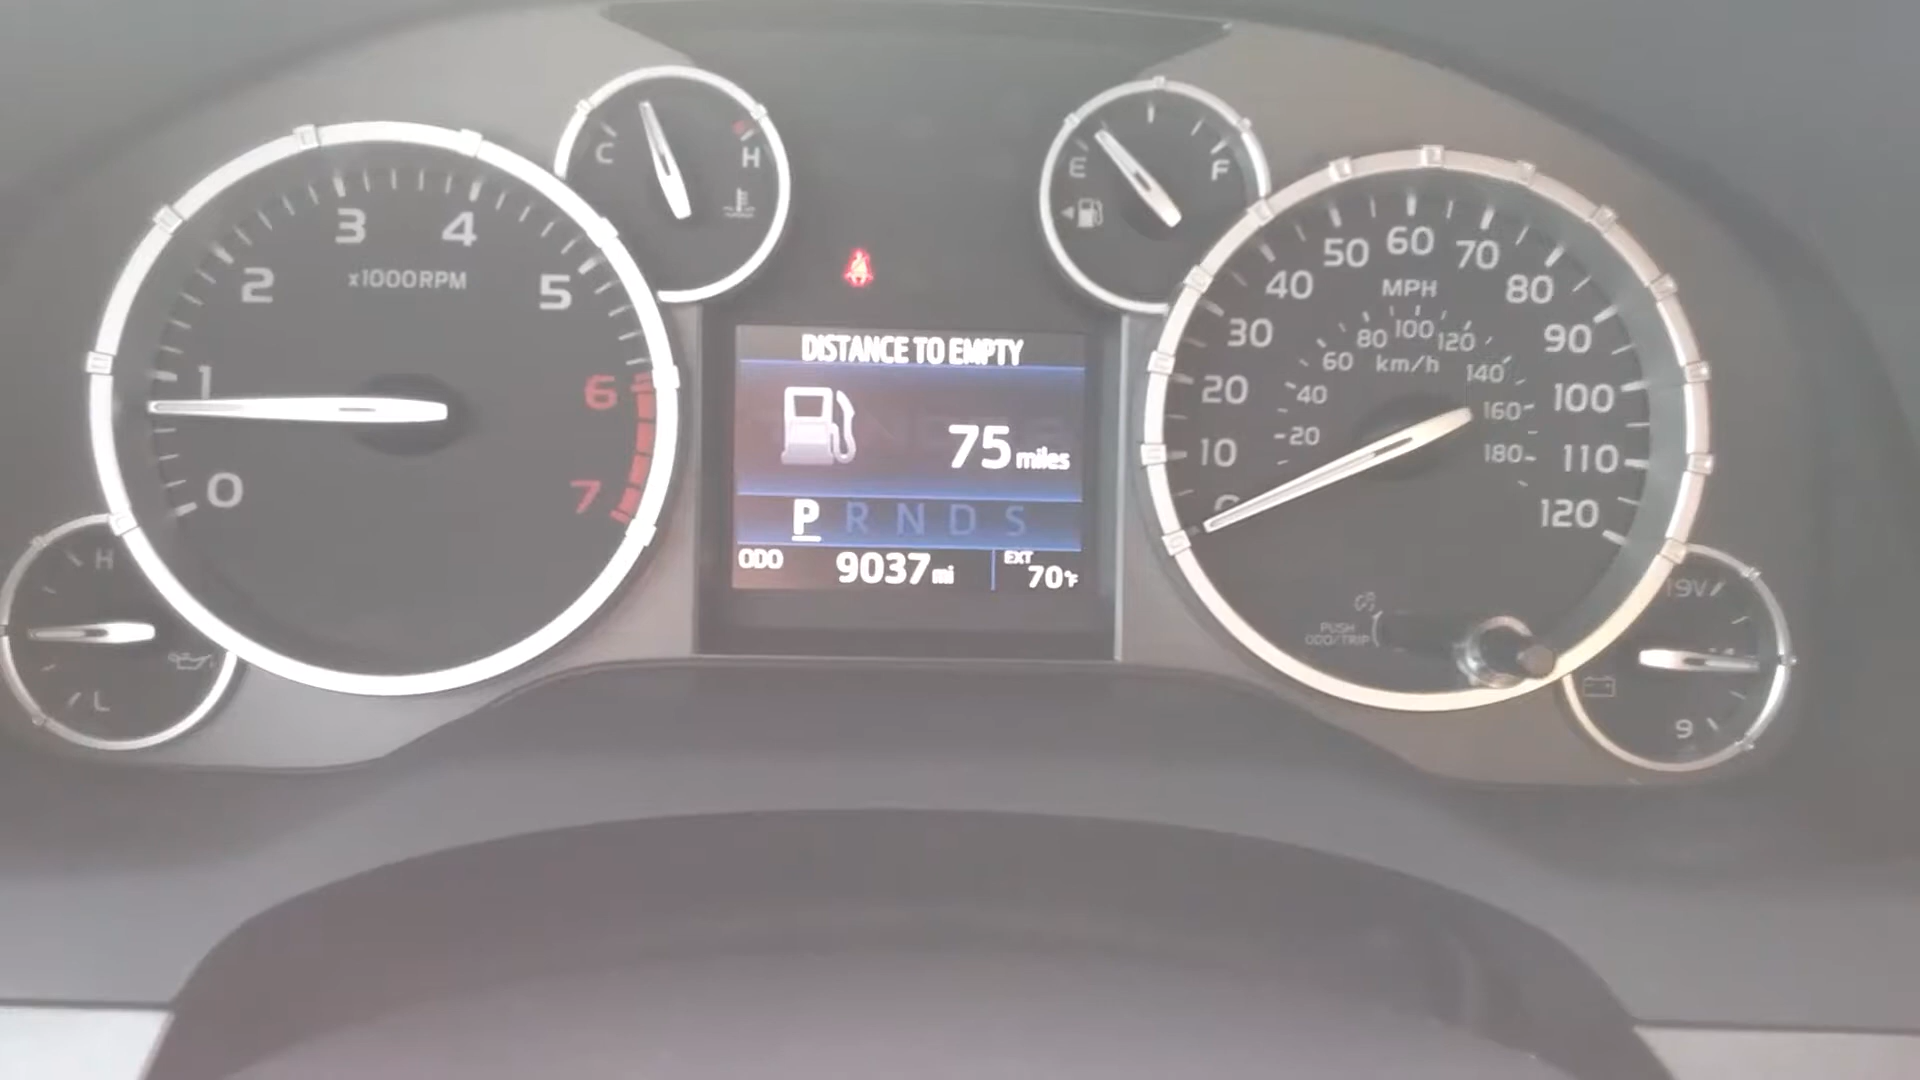 C
H
E
F
0
1
2
3
4
5
6
7
x1000RPM
DISTANCE TO EMPTY
75 miles
P R N D S
ODO 9037 mi
EXT 70°F
10
20
30
40
50
60
70
80
90
100
110
120
MPH
20
40
60
80
100
120
140
160
180
km/h
PUSH
ODO/TRIP
H
L
19V
9